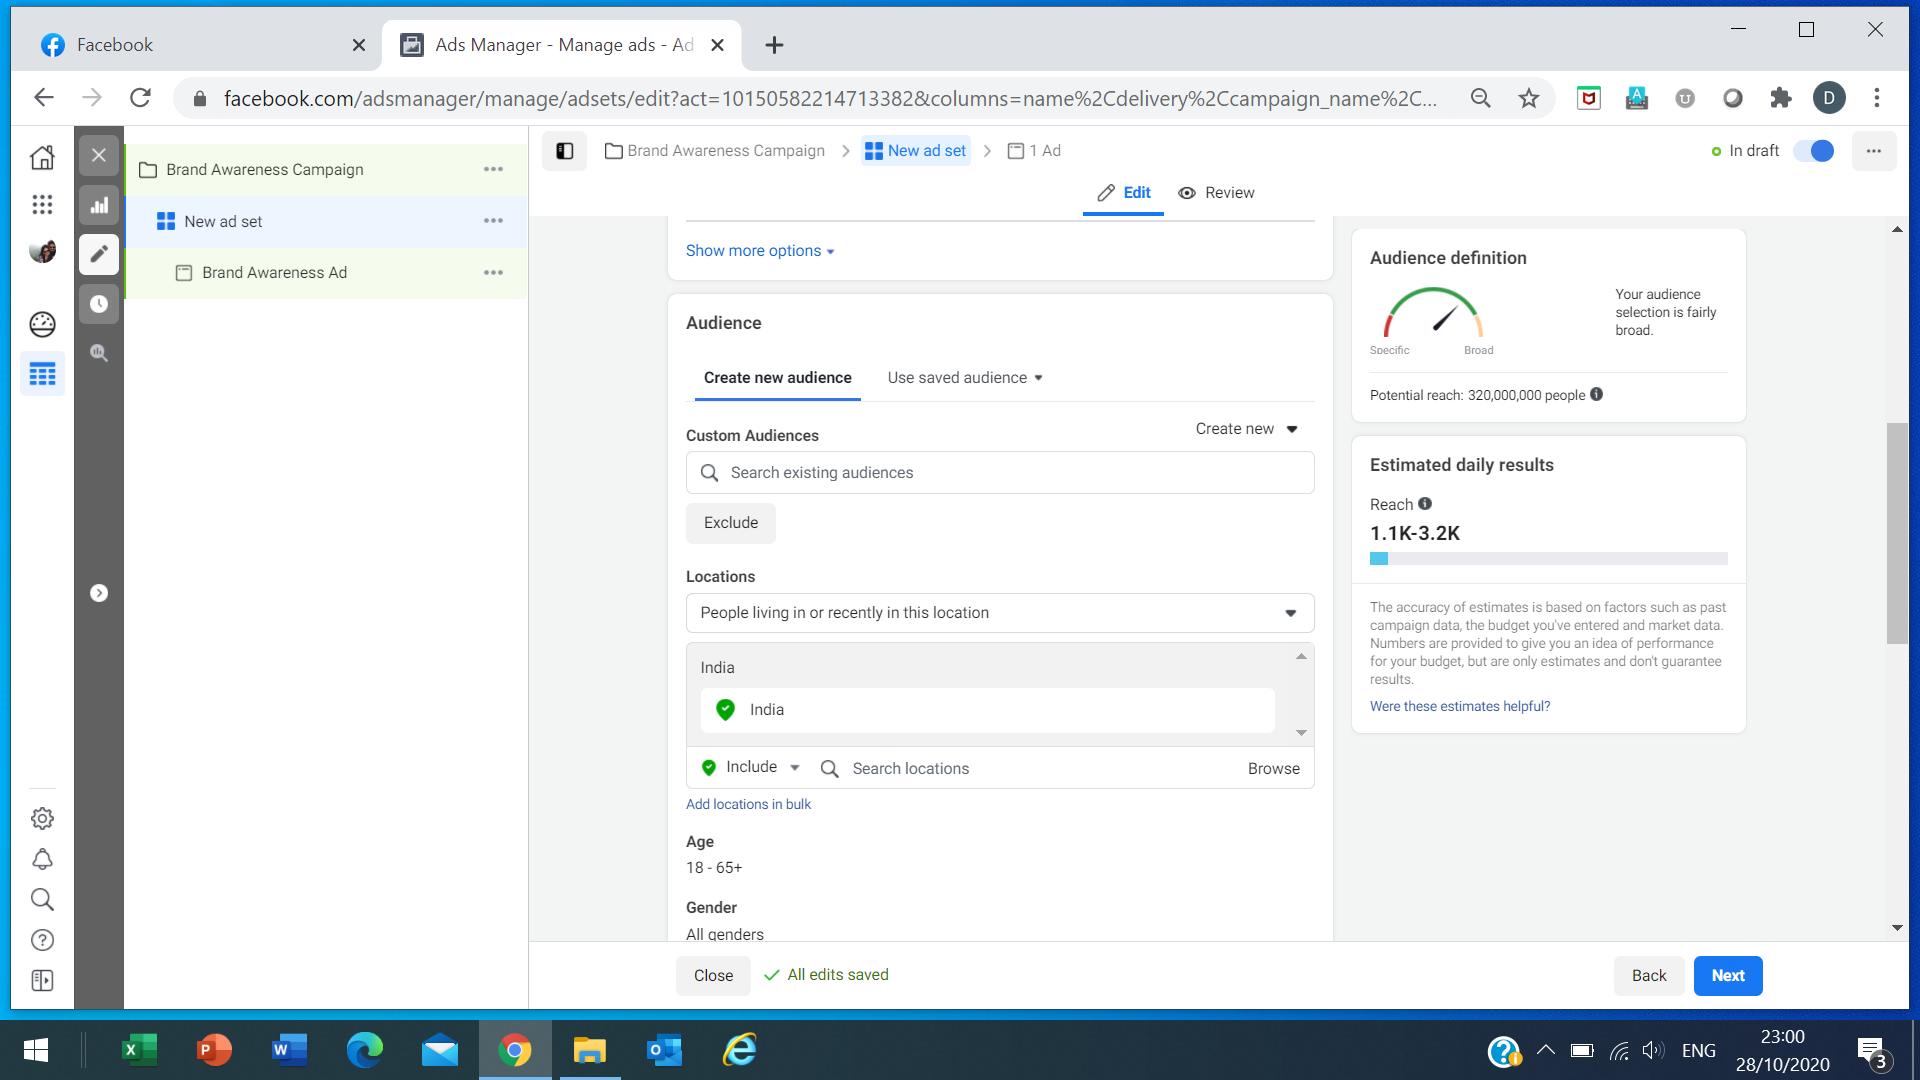 Facebook
Ads Manager - Manage ads - Ad
facebook.com/adsmanager/manage/adsets/edit?act=10150582214713382&columns=name%2Cdelivery%2Ccampaign_name%2C...
D
Brand Awareness Campaign
New ad set
Brand Awareness Ad
Brand Awareness Campaign
New ad set
1 Ad
In draft
Edit
Review
Show more options
Audience
Create new audience
Use saved audience
Custom Audiences
Create new
Search existing audiences
Exclude
Locations
People living in or recently in this location
India
India
Include
Search locations
Browse
Add locations in bulk
Age
18 - 65+
Gender
All genders
Audience definition
Your audience
selection is fairly
broad.
Specific
Broad
Potential reach: 320,000,000 people
Estimated daily results
Reach
1.1K-3.2K
The accuracy of estimates is based on factors such as past
campaign data, the budget you've entered and market data.
Numbers are provided to give you an idea of performance
for your budget, but are only estimates and don't guarantee
results.
Were these estimates helpful?
Close
All edits saved
Back
Next
ENG
23:00
28/10/2020
3